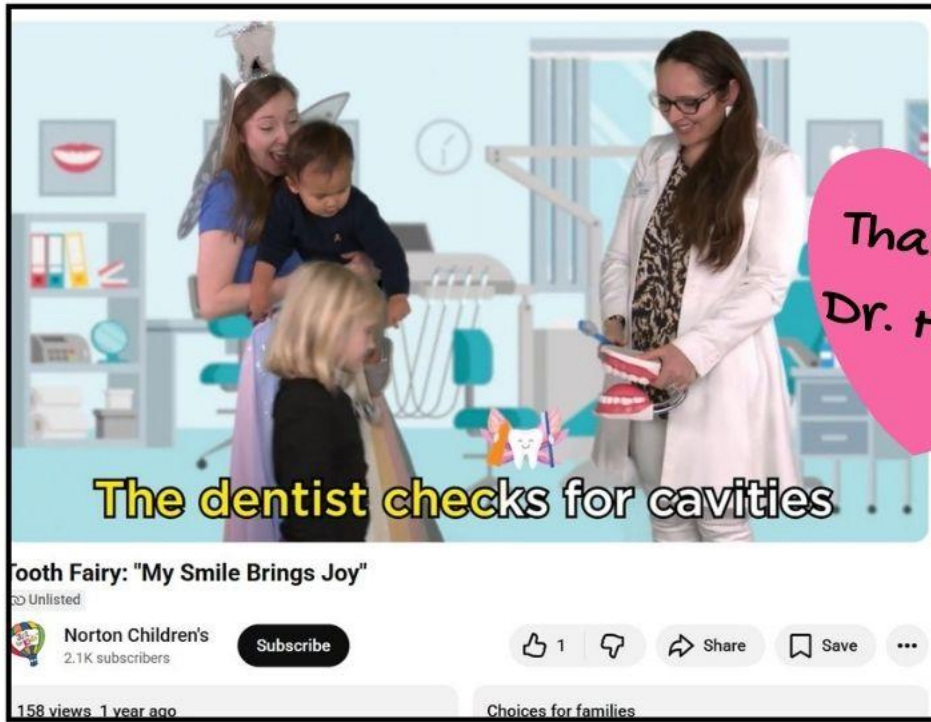 Tha
Dr. H
The dentist checks for cavities
Tooth Fairy: "My Smile Brings Joy"
Unlisted
Norton Children's
2.1K subscribers
Subscribe
1
Share
Save
158 views 1 year ago
Choices for families